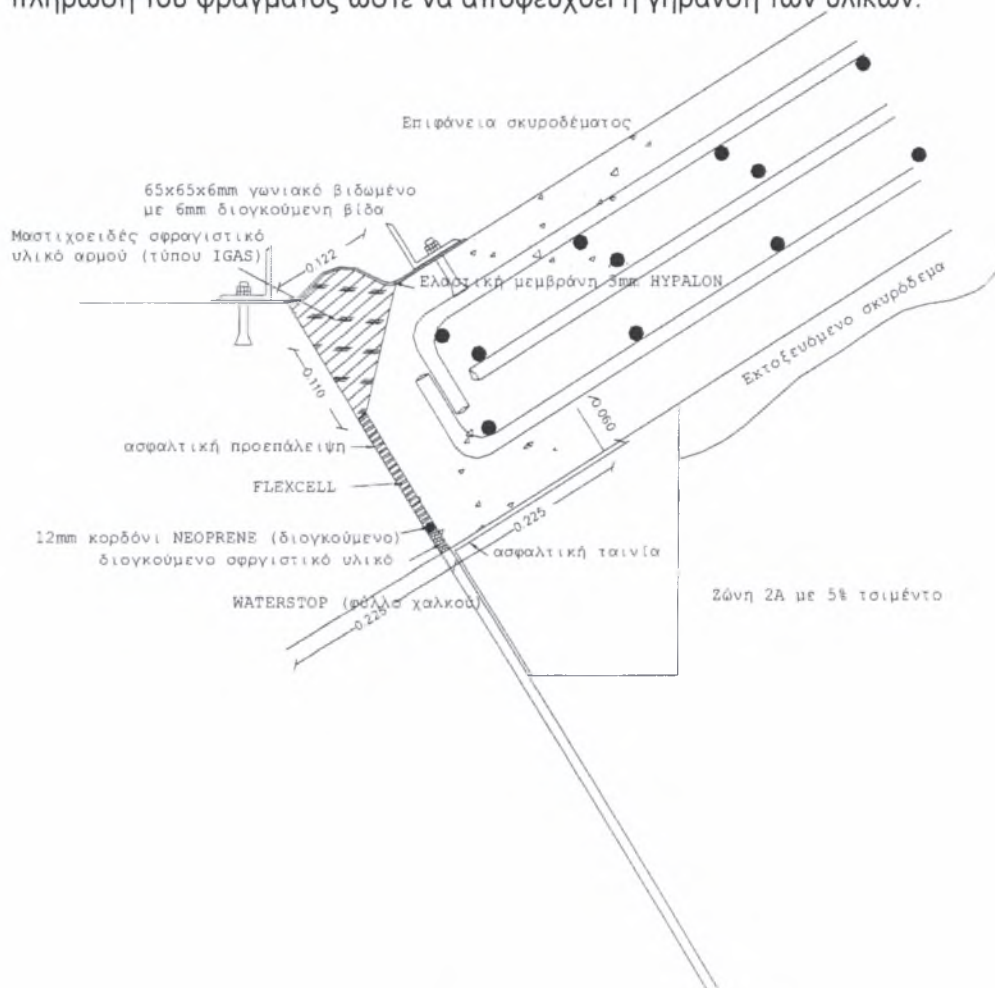 πλήρωση του φράγματος ώστε να αποφευχθεί η γήρανση των υλικών.
Επιφάνεια σκυροδέματος
65x65x6mm γωνιακό βιδωμένο
με 6mm διογκούμενη βίδα
Μαστιχοειδές σφραγιστικό
υλικό αρμού (τύπου IGAS)
0.122
Ελαστική μεμβράνη 3mm HYPALON
Εκτοξευόμενο σκυρόδεμα
0.110
0.060
ασφαλτική προεπάλειψη
FLEXCELL
0.225
12mm κορδόνι NEOPRENE (διογκούμενο)
διογκούμενο σφργιστικό υλικό
ασφαλτική ταινία
WATERSTOP (φύλλο χαλκού)
0.225
Ζώνη 2Α με 5% τσιμέντο